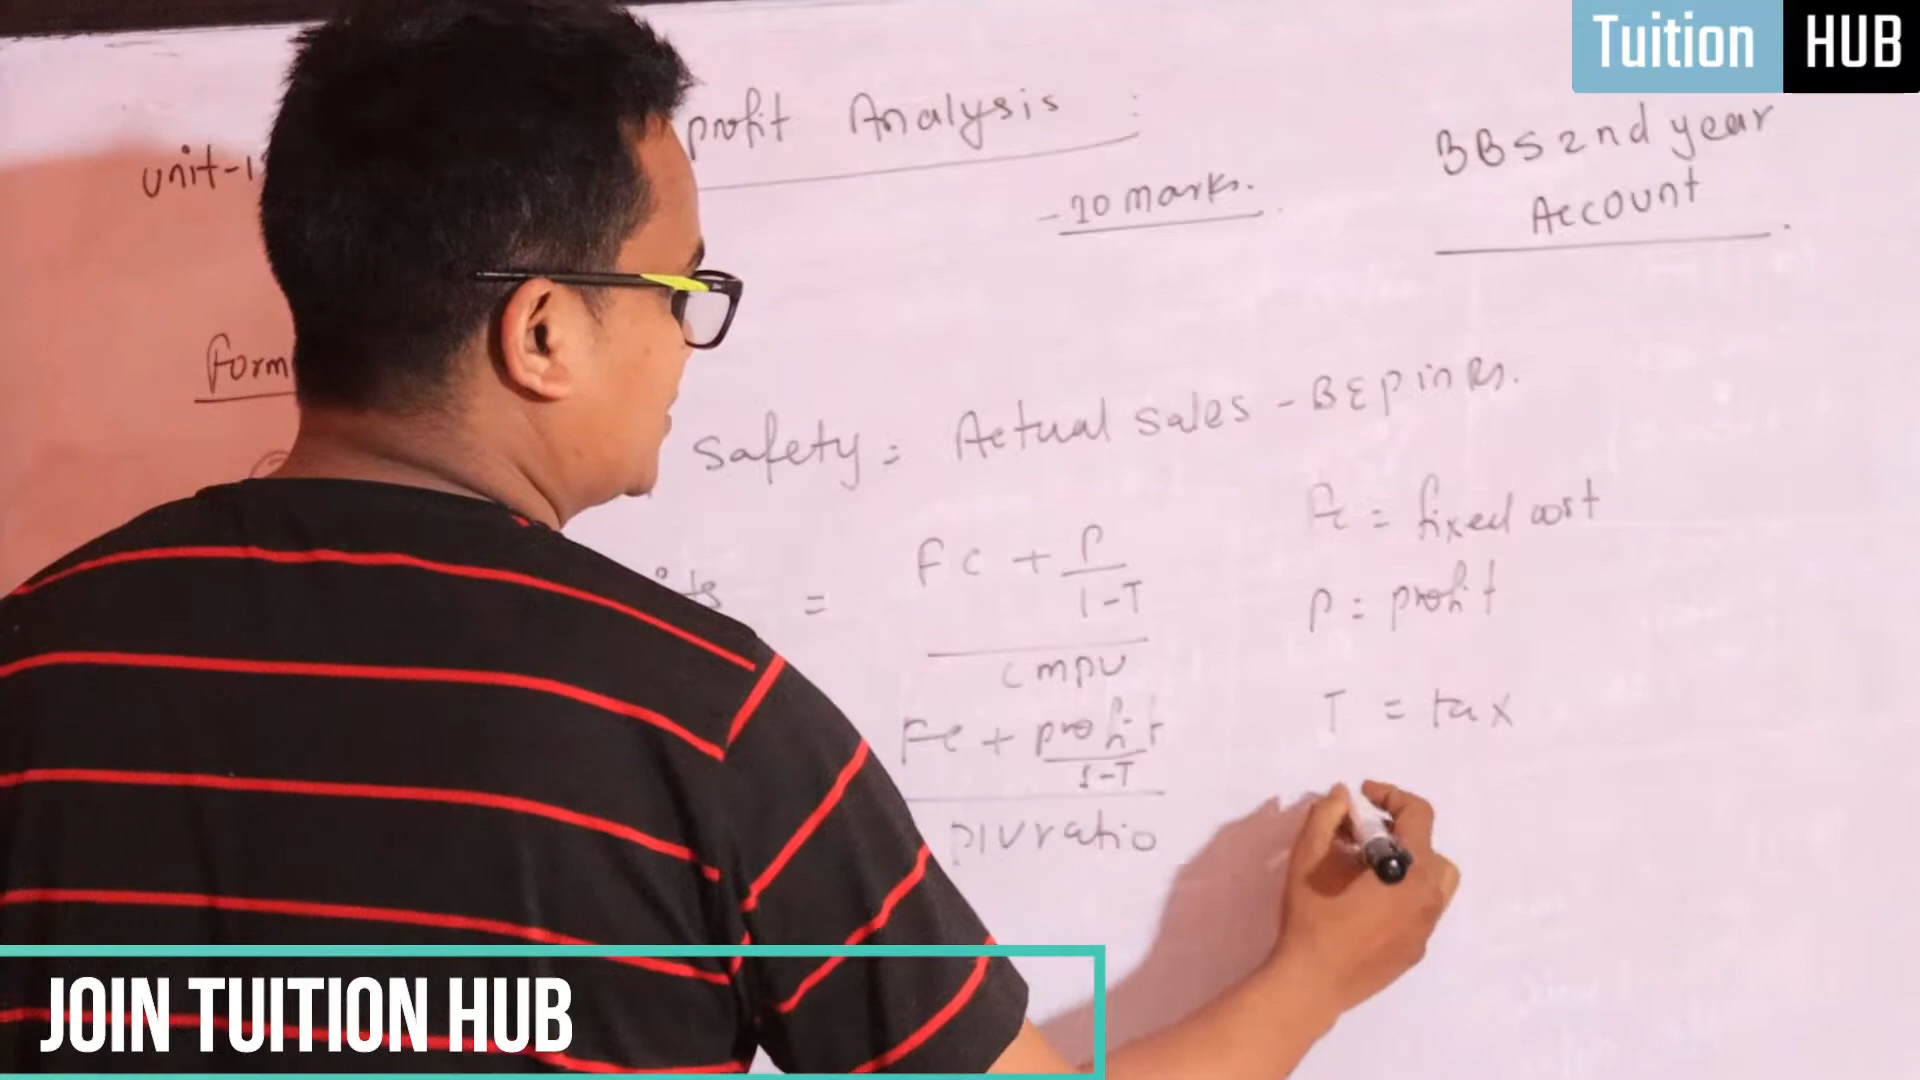 Tuition HUB
profit Analysis :
unit-1
- 20 marks.
BBS 2nd year
Account
Form
Safety = Actual Sales - BEP in Rs.
= FC + P
1-T
cmpu
Fc + profit
1-T
p/v ratio
Fc = fixed cost
P = profit
T = tax
JOIN TUITION HUB